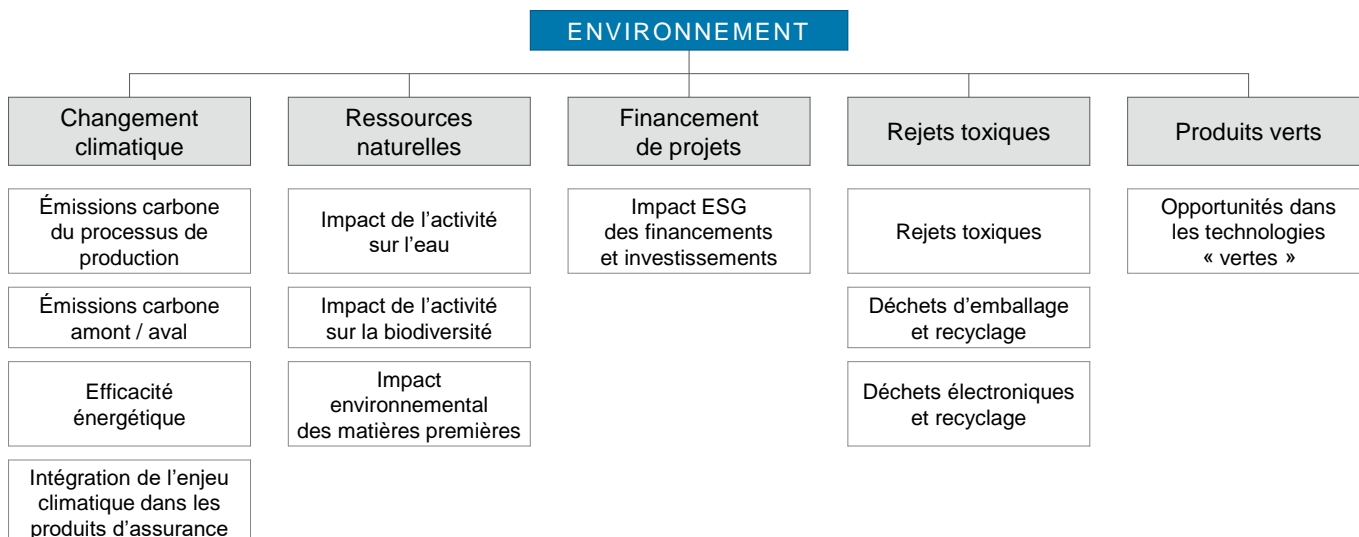 ENVIRONNEMENT
Changement
climatique
Ressources
naturelles
Financement
de projets
Rejets toxiques
Produits verts
Émissions carbone
du processus de
production
Impact de l’activité
sur l’eau
Impact ESG
des financements
et investissements
Rejets toxiques
Opportunités dans
les technologies
« vertes »
Émissions carbone
amont / aval
Impact de l’activité
sur la biodiversité
Déchets d’emballage
et recyclage
Efficacité
énergétique
Impact
environnemental
des matières premières
Déchets électroniques
et recyclage
Intégration de l’enjeu
climatique dans les
produits d’assurance